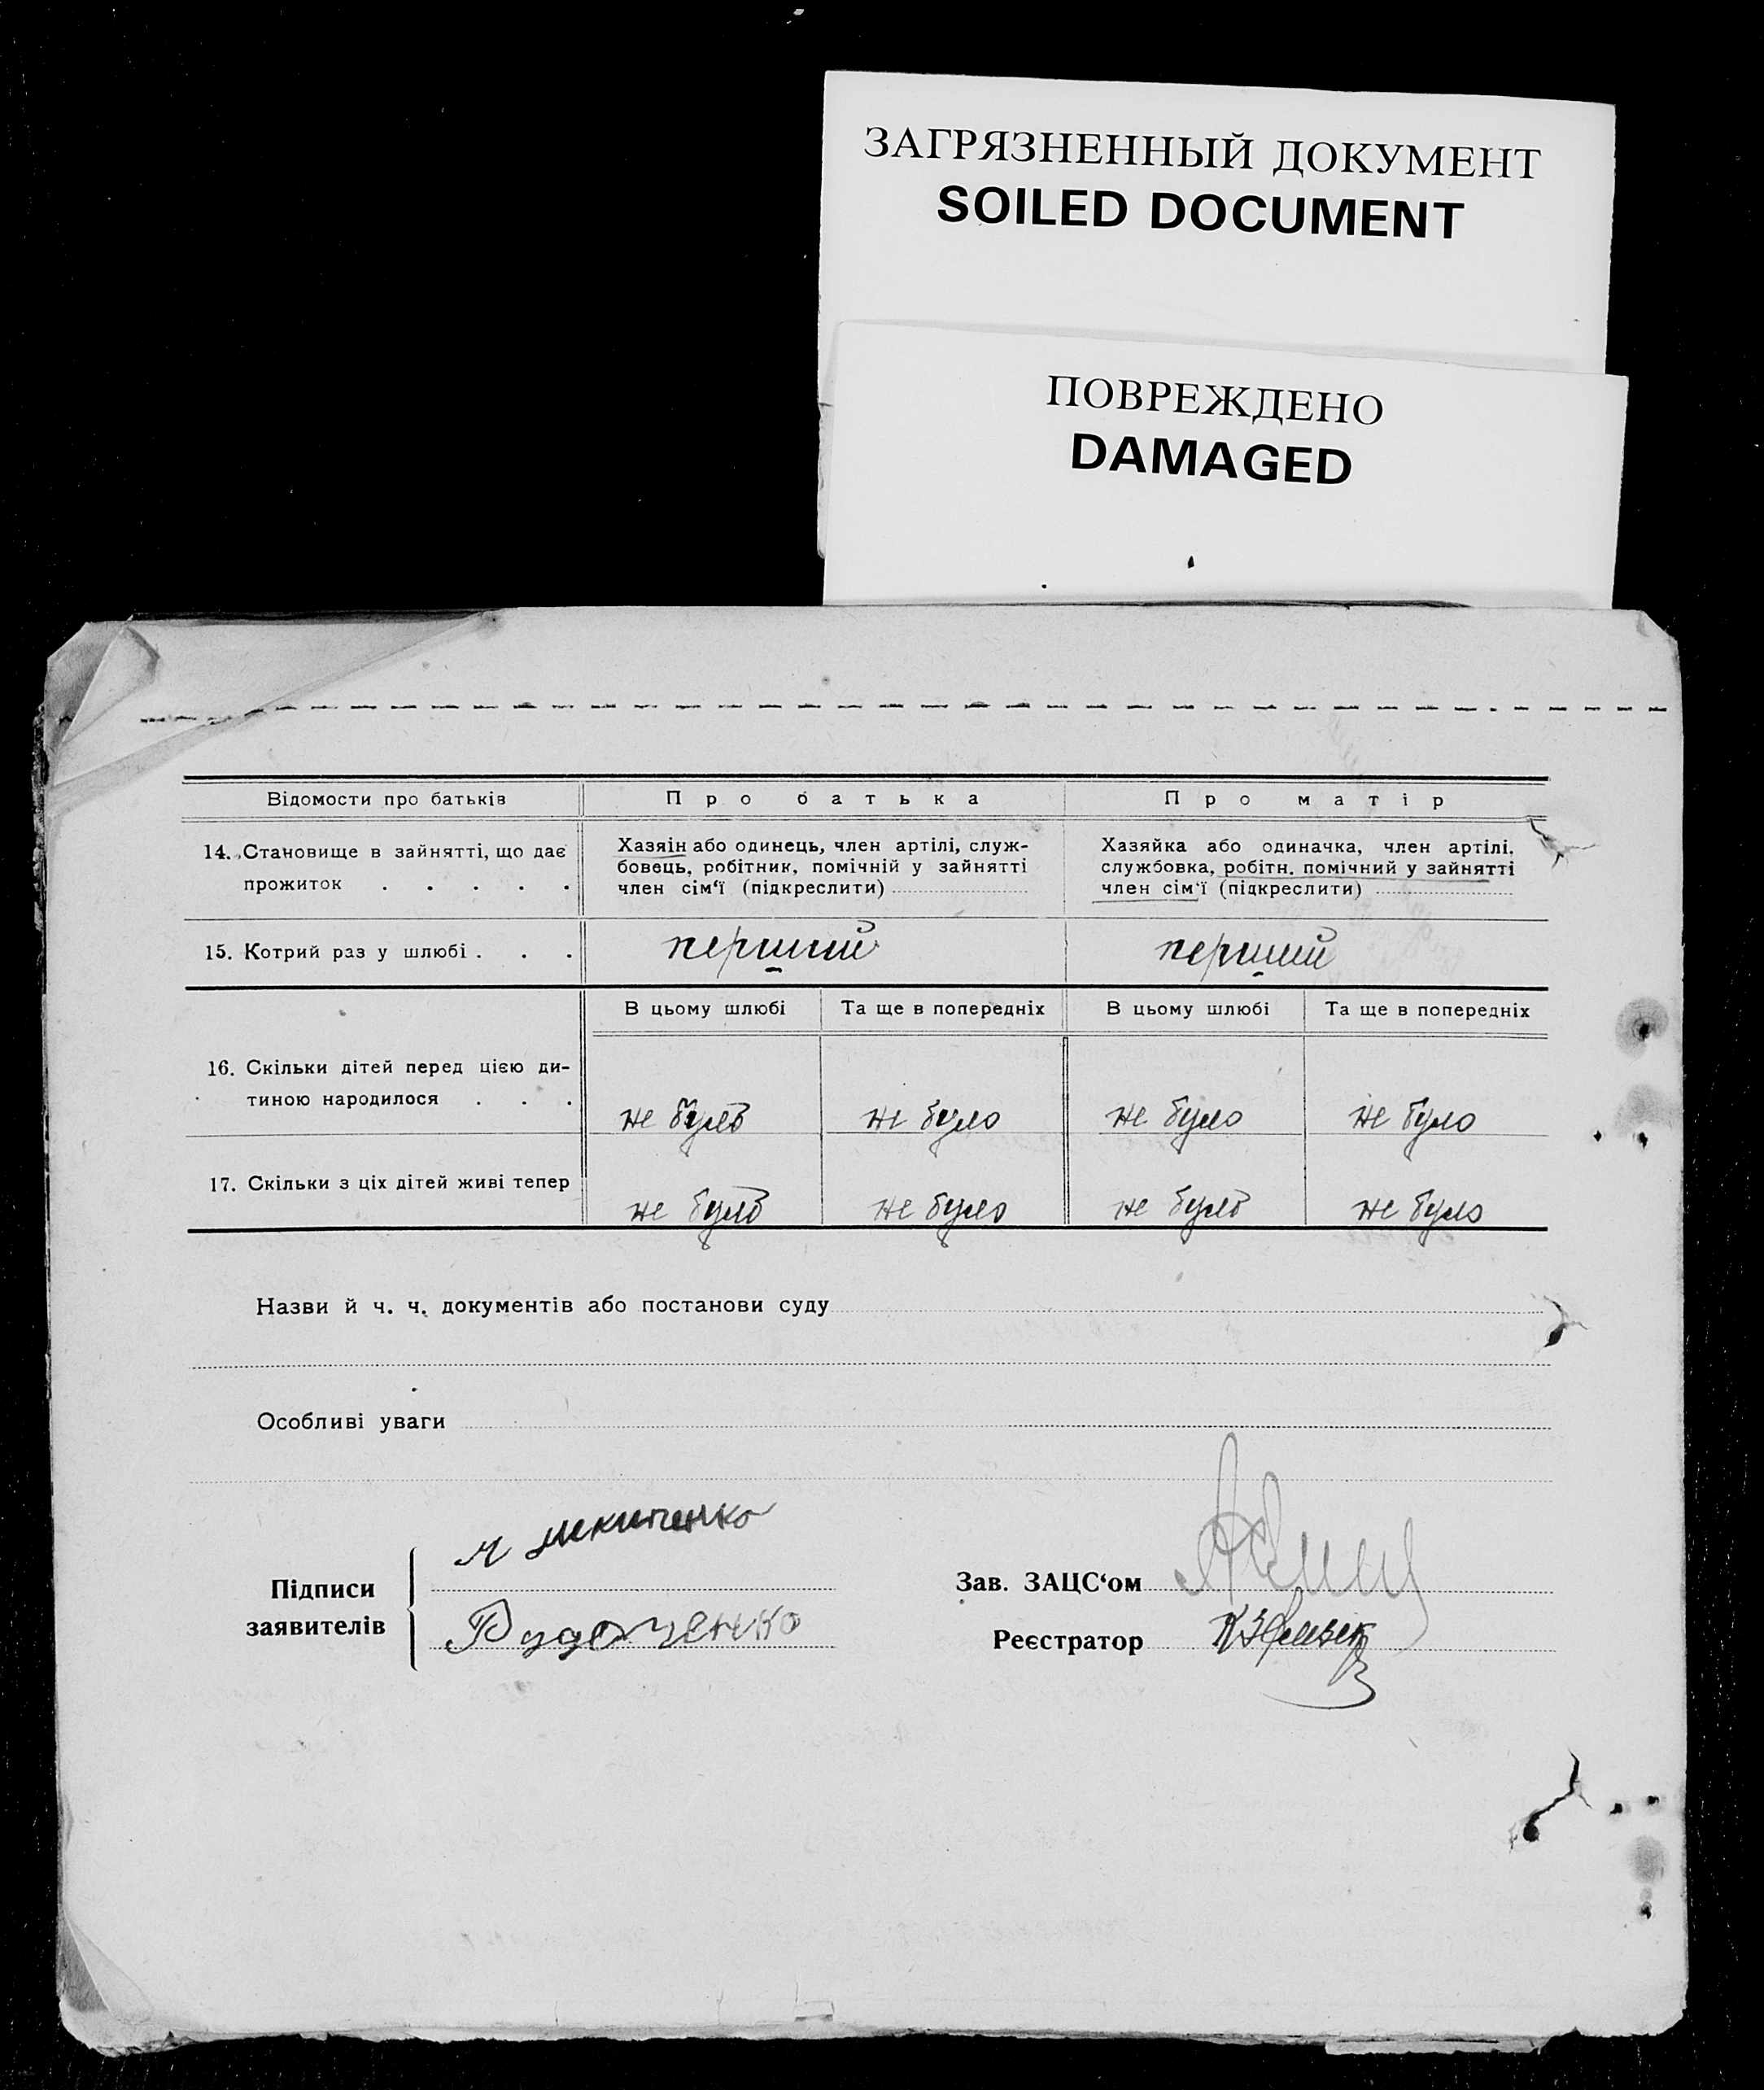 ЗАГРЯЗНЕННЫЙ ДОКУМЕНТ
SOILED DOCUMENT
ПОВРЕЖДЕНО
DAMAGED
Відомости про батьків Про батька Про матір
14. Становище в зайнятті, що дає прожиток . . . . .
Хазяін або одинець, член артілі, служ-
бовець, робітник, помічній у зайнятті
член сім‘ї (підкреслити)
Хазяйка або одиначка, член артілі,
службовка, робітн. помічний у зайнятті
член сім‘ї (підкреслити)
15. Котрий раз у шлюбі . . . перший перший
В цьому шлюбі Та ще в попередніх В цьому шлюбі Та ще в попередніх
16. Скільки дітей перед цією ди-
тиною народилося . . . не було не було не було не було
17. Скільки з ціх дітей живі тепер не було не було не було не було
Назви й ч. ч. документів або постанови суду
Особливі уваги
Підписи
заявителів
Зав. ЗАЦС‘ом
Реєстратор